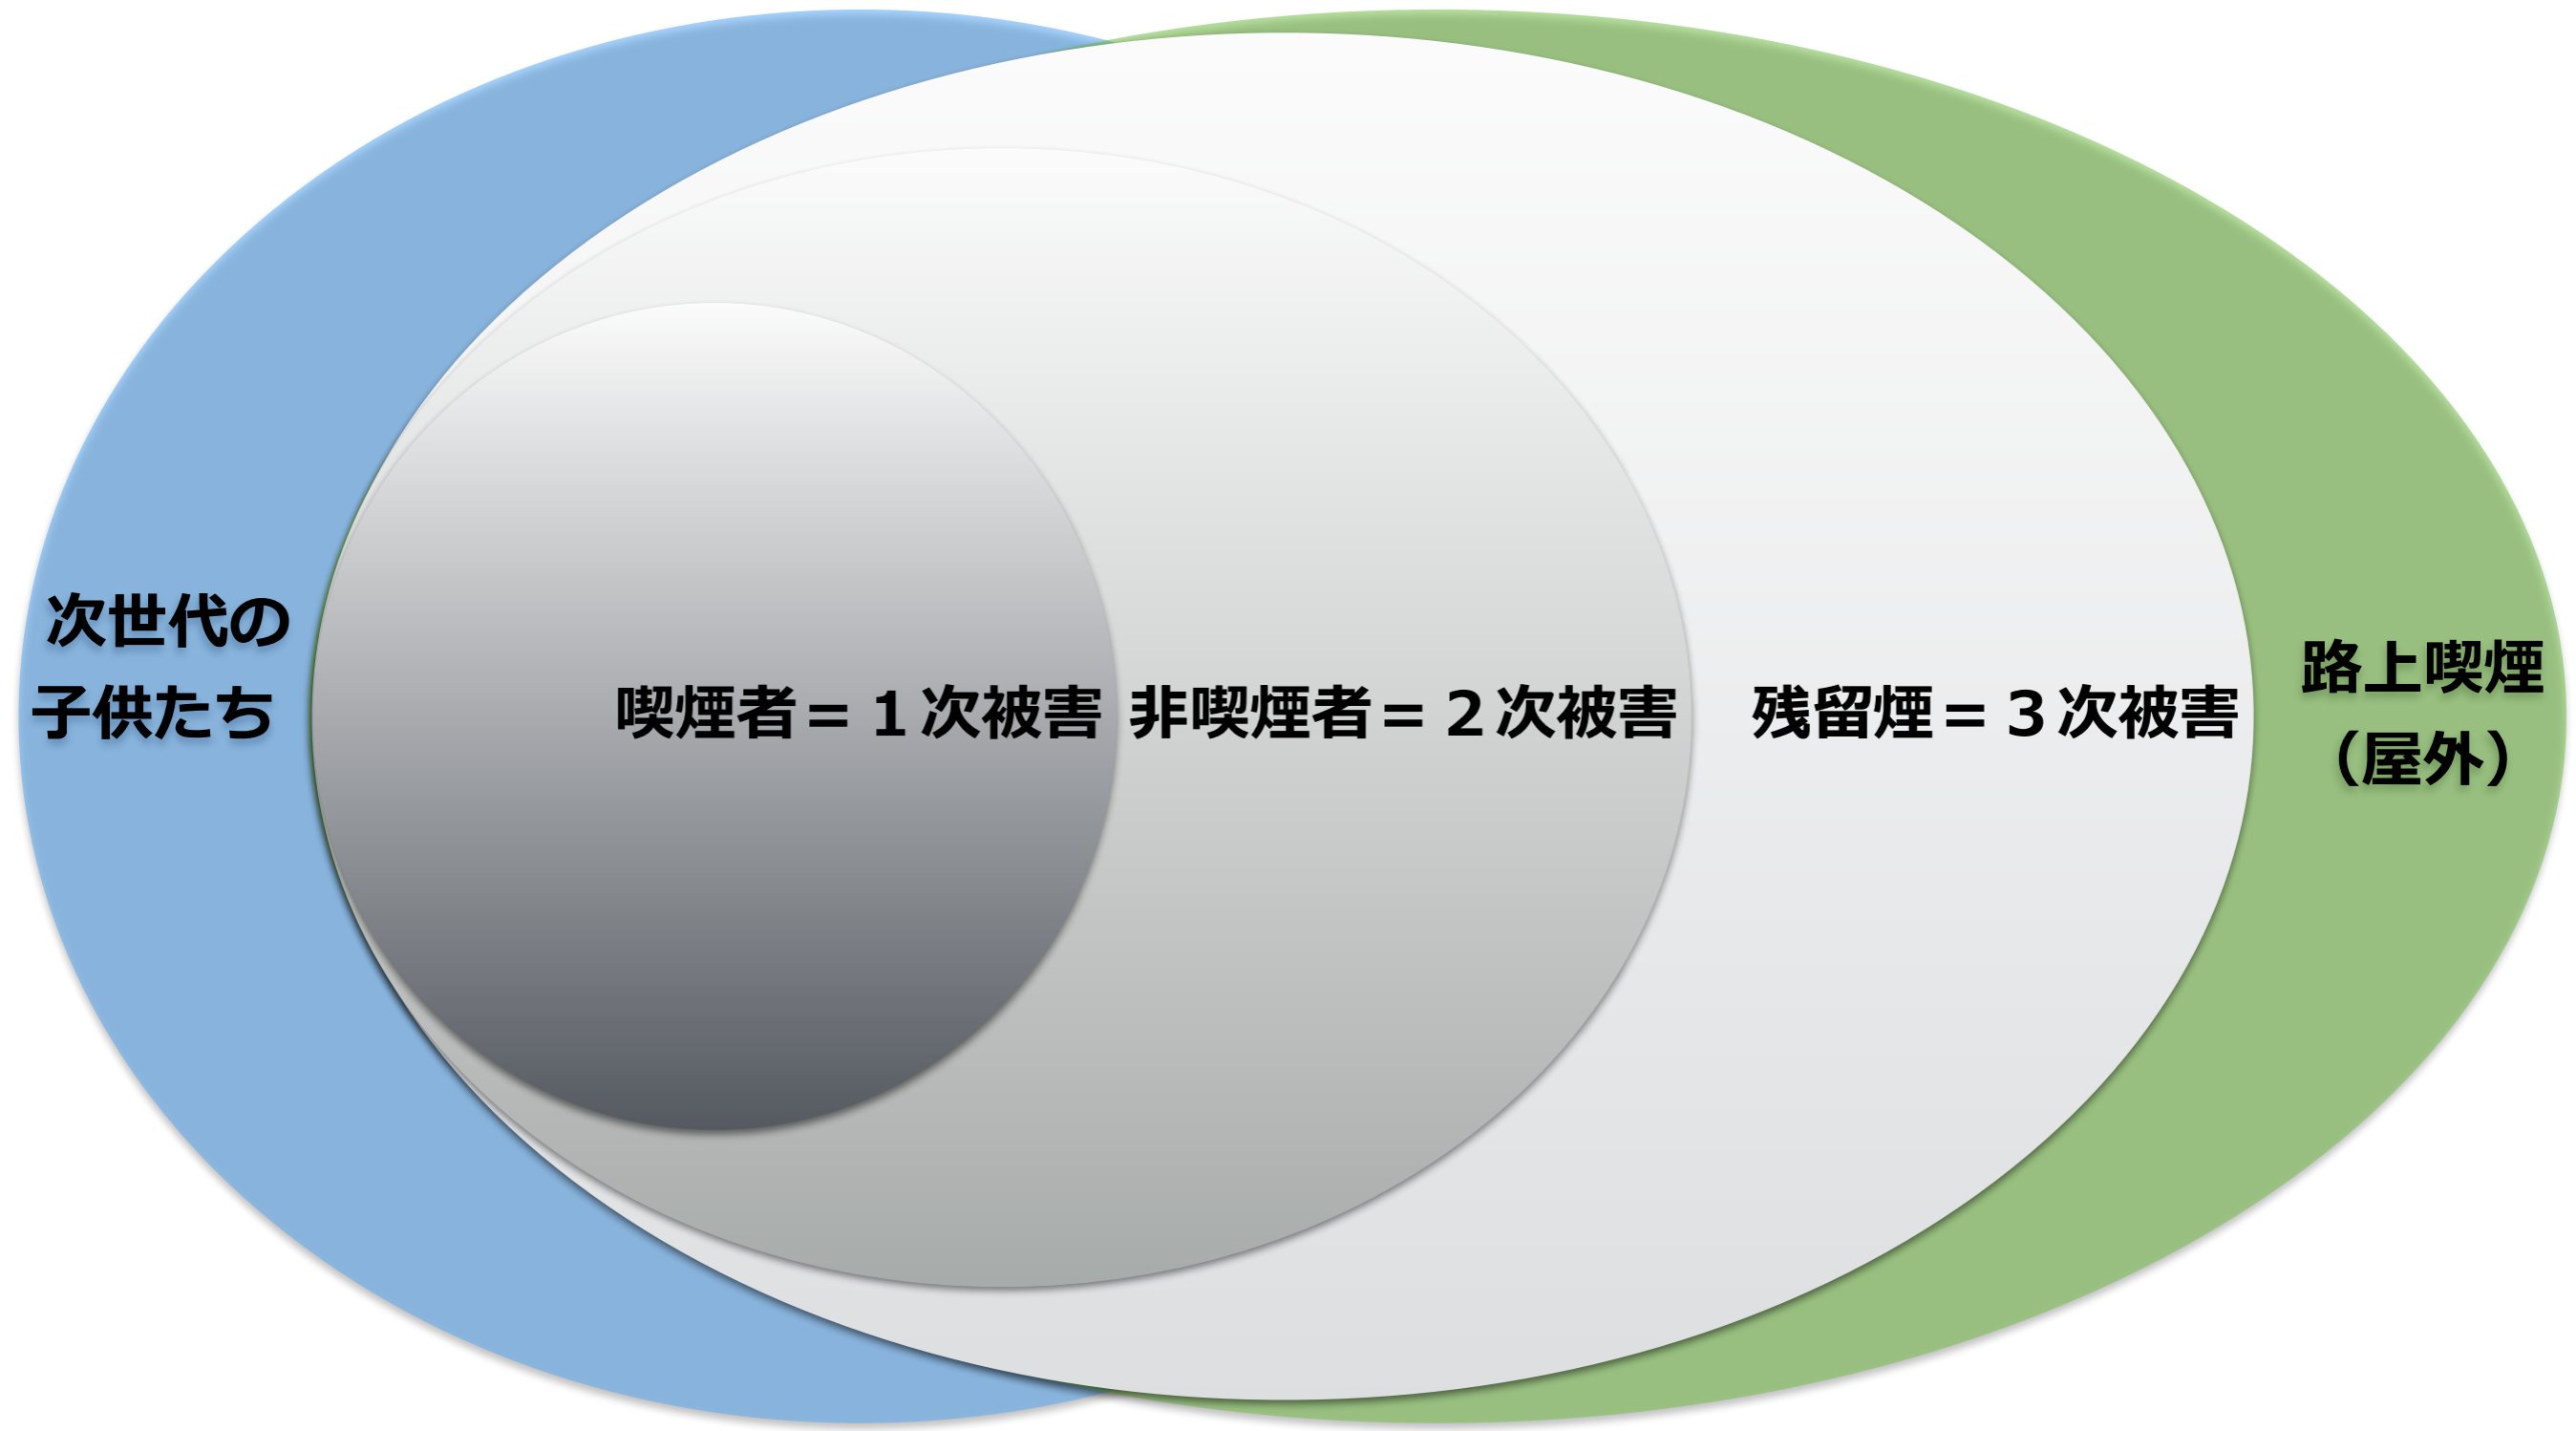 次世代の
子供たち
喫煙者=１次被害
非喫煙者=２次被害
残留煙=３次被害
路上喫煙
（屋外）